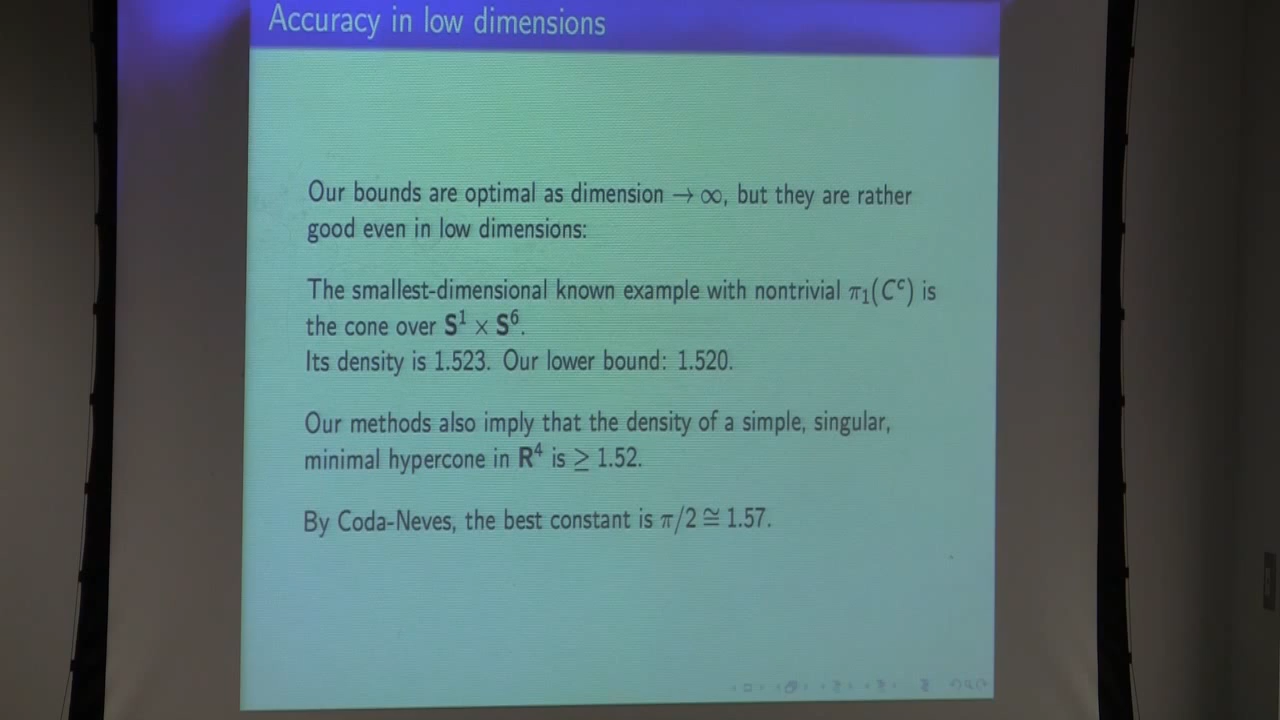 Accuracy in low dimensions
Our bounds are optimal as dimension → ∞, but they are rather
good even in low dimensions:
The smallest-dimensional known example with nontrivial π₁(Cᶜ) is
the cone over S¹ × S⁶.
Its density is 1.523. Our lower bound: 1.520.
Our methods also imply that the density of a simple, singular,
minimal hypercone in R⁴ is ≥ 1.52.
By Coda-Neves, the best constant is π/2 ≅ 1.57.